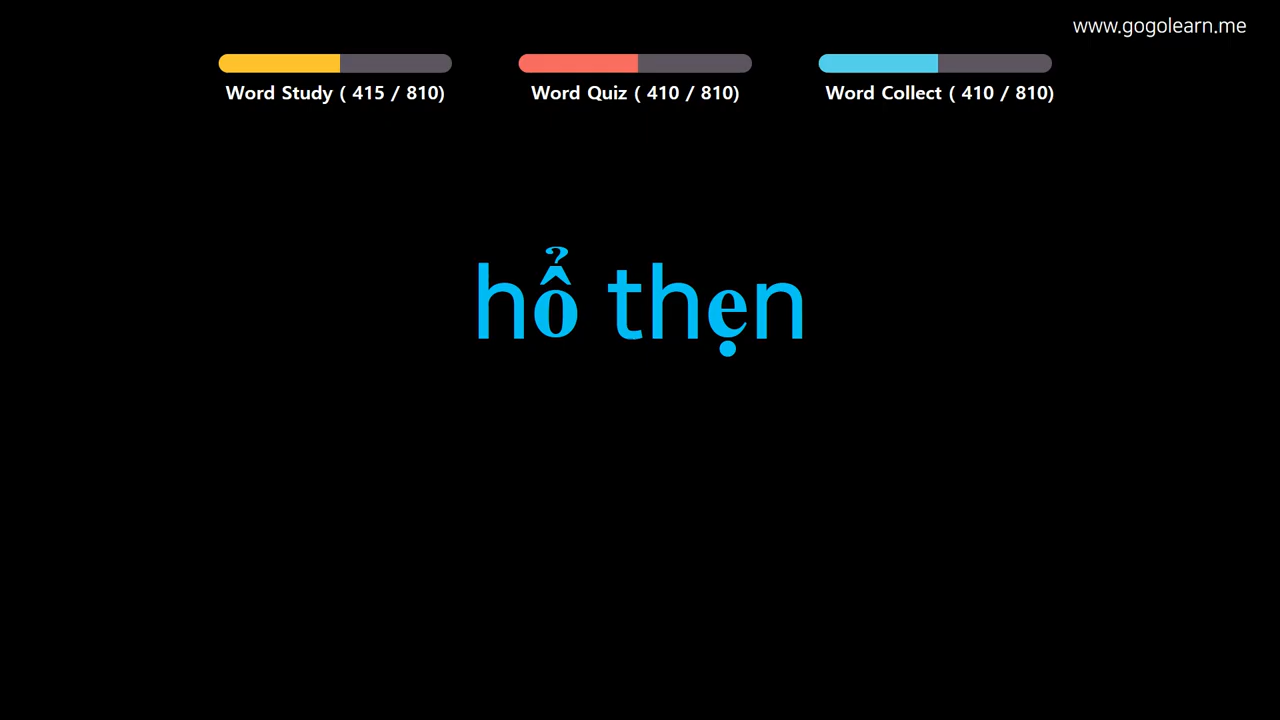 www.gogolearn.me
Word Study ( 415 / 810)
Word Quiz ( 410 / 810)
Word Collect ( 410 / 810)
hổ thẹn